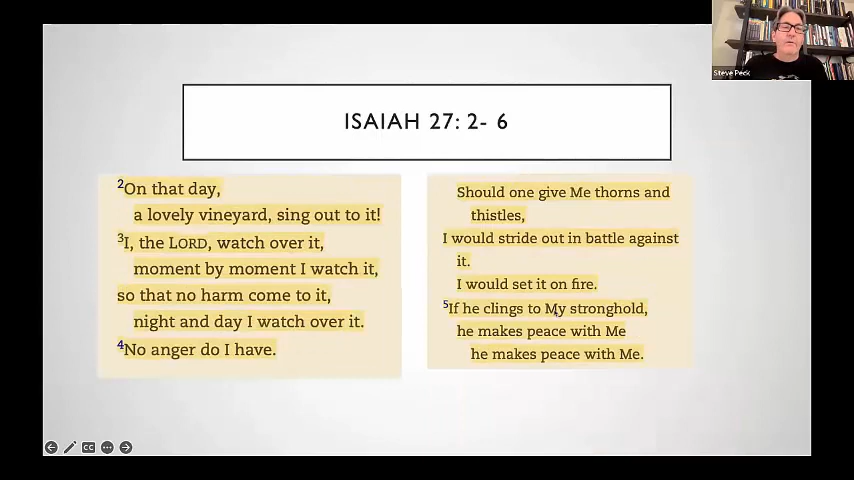 Steve Peck
ISAIAH 27: 2- 6
2On that day,
a lovely vineyard, sing out to it!
3I, the LORD, watch over it,
moment by moment I watch it,
so that no harm come to it,
night and day I watch over it.
4No anger do I have.
Should one give Me thorns and
thistles,
I would stride out in battle against
it.
I would set it on fire.
5If he clings to My stronghold,
he makes peace with Me
he makes peace with Me.
CC